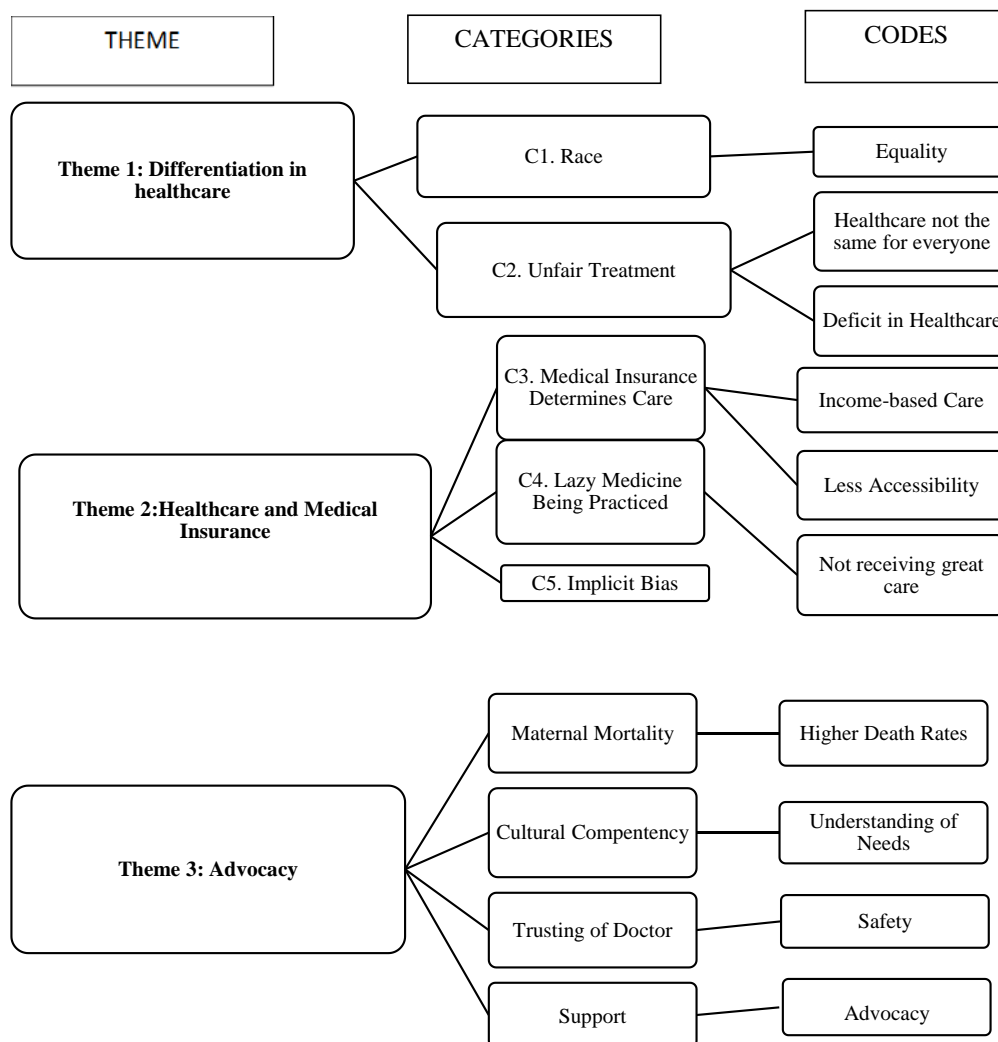 THEME
CATEGORIES
CODES
Theme 1: Differentiation in
healthcare
C1. Race
Equality
C2. Unfair Treatment
Healthcare not the
same for everyone
Deficit in Healthcare
Theme 2:Healthcare and Medical
Insurance
C3. Medical Insurance
Determines Care
Income-based Care
Less Accessibility
C4. Lazy Medicine
Being Practiced
Not receiving great
care
C5. Implicit Bias
Theme 3: Advocacy
Maternal Mortality
Higher Death Rates
Cultural Compentency
Understanding of
Needs
Trusting of Doctor
Safety
Support
Advocacy